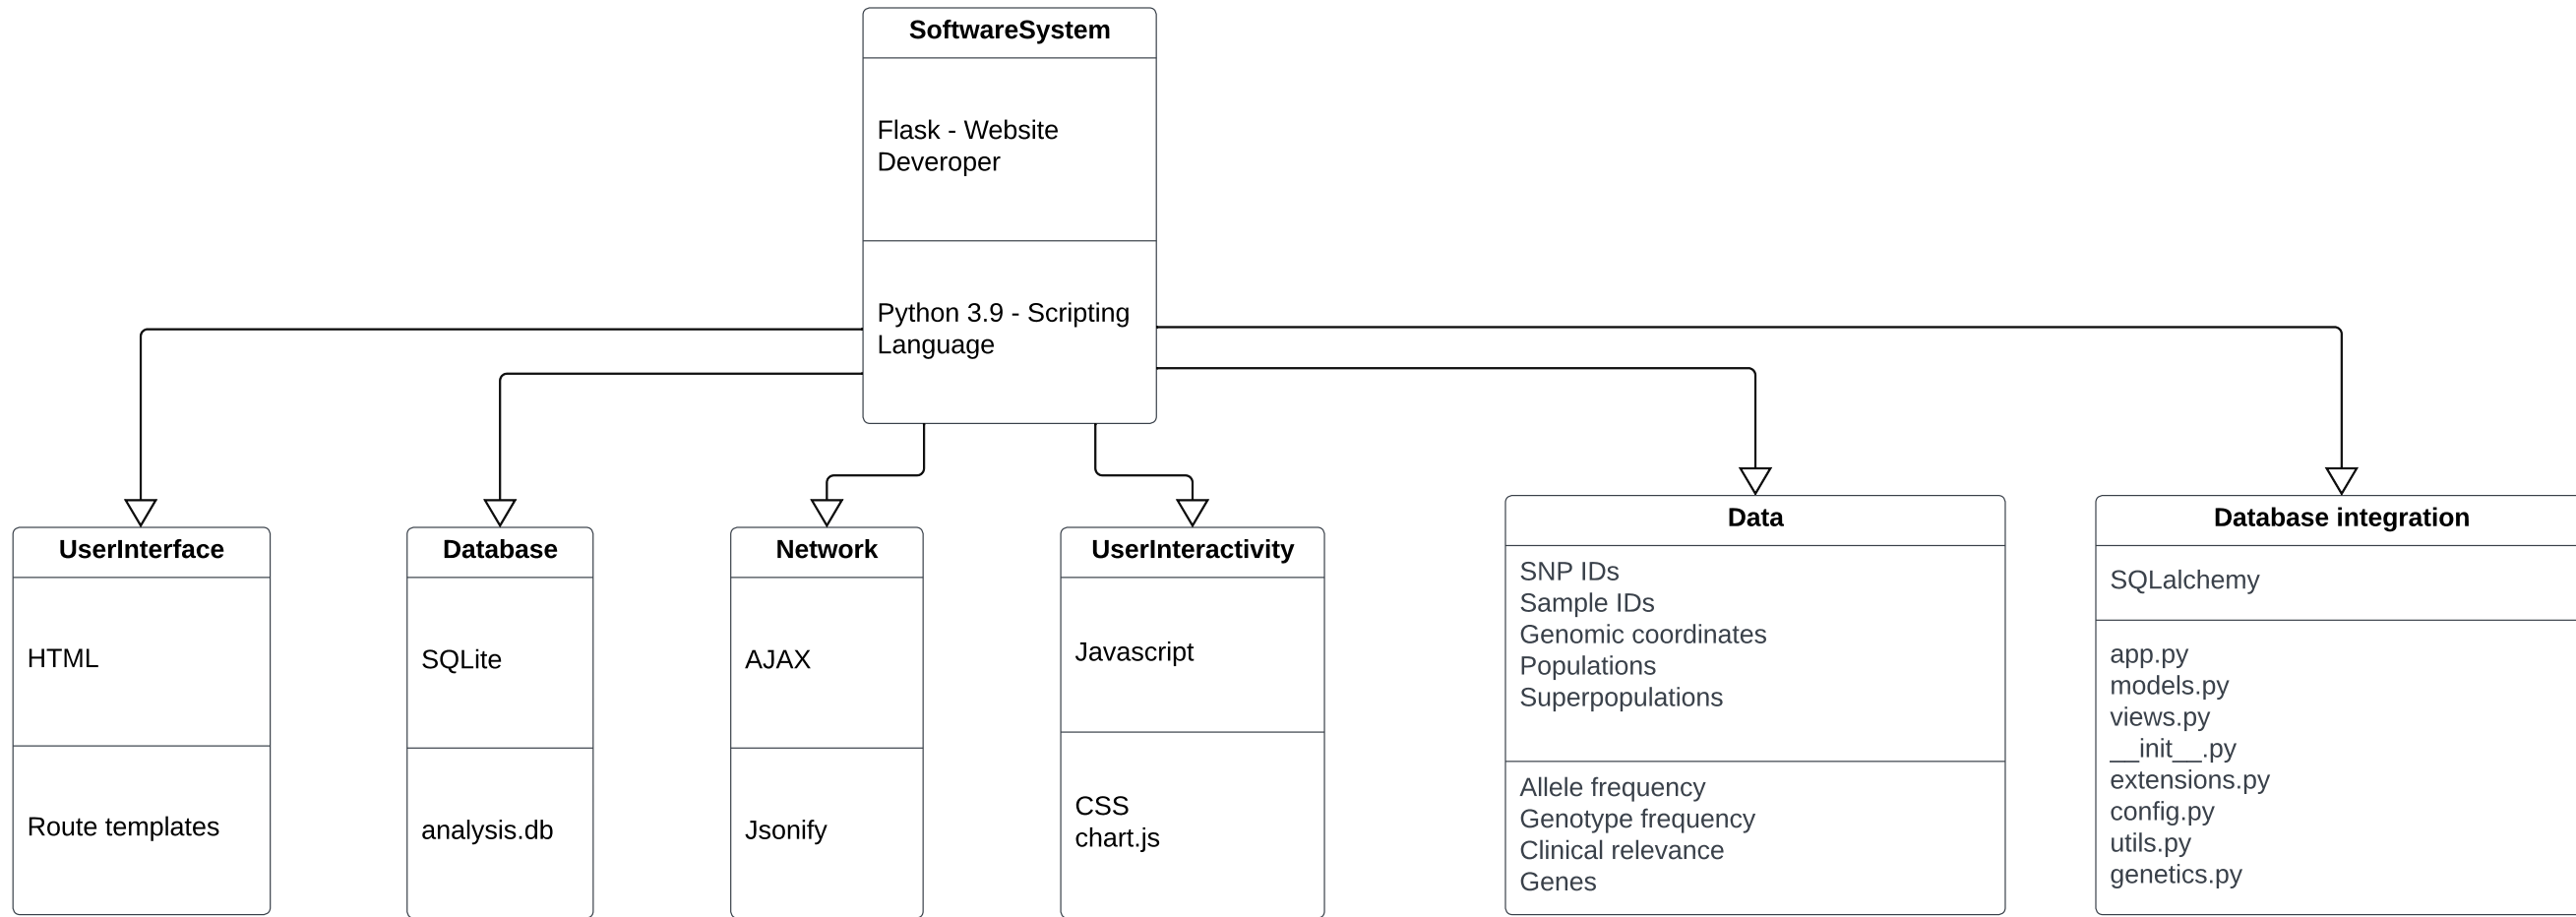 SoftwareSystem
Flask - Website
Deveroper
Python 3.9 - Scripting
Language
UserInterface
HTML
Route templates
Database
SQLite
analysis.db
Network
AJAX
Jsonify
UserInteractivity
Javascript
CSS
chart.js
Data
SNP IDs
Sample IDs
Genomic coordinates
Populations
Superpopulations
Allele frequency
Genotype frequency
Clinical relevance
Genes
Database integration
SQLalchemy
app.py
models.py
views.py
__init__.py
extensions.py
config.py
utils.py
genetics.py